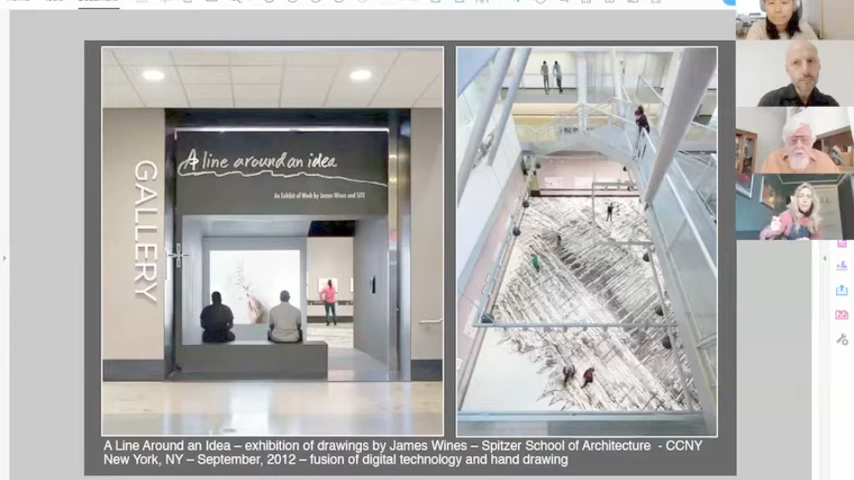 GALLERY
A line around an idea
An Exhibit of Work by James Wines and SITE
A Line Around an Idea – exhibition of drawings by James Wines – Spitzer School of Architecture - CCNY
New York, NY – September, 2012 – fusion of digital technology and hand drawing